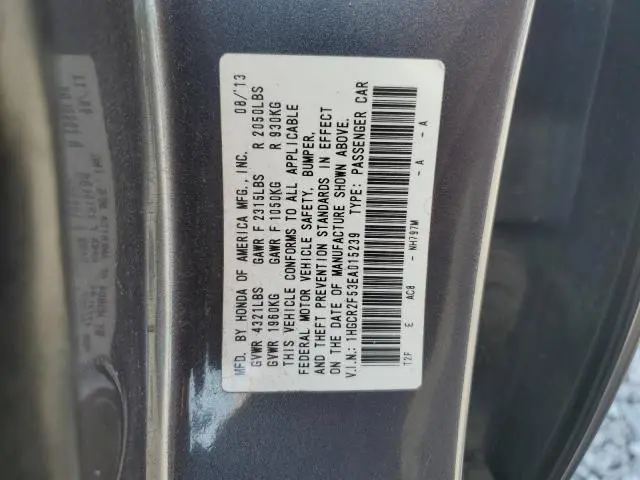 MFD. BY HONDA OF AMERICA MFG., INC. 08/'13
GVWR 4321LBS GAWR F 2315LBS R 2050LBS
GVWR 1960KG GAWR F 1050KG R 930KG
THIS VEHICLE CONFORMS TO ALL APPLICABLE
FEDERAL MOTOR VEHICLE SAFETY, BUMPER,
AND THEFT PREVENTION STANDARDS IN EFFECT
ON THE DATE OF MANUFACTURE SHOWN ABOVE.
V.I.N.: 1HGCR2F53EA015239 TYPE: PASSENGER CAR
T2F E AC8 - NH797M - A - A